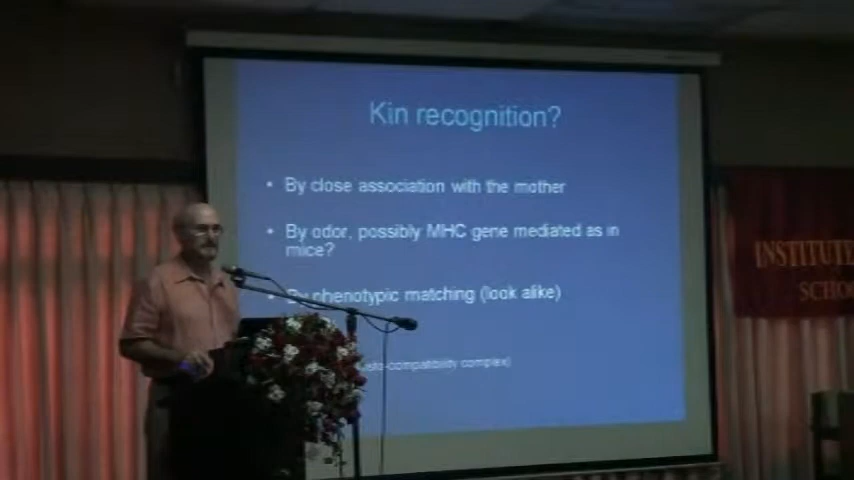 Kin recognition?
• By close association with the mother
• By odor, possibly MHC gene mediated as in
mice?
• By phenotypic matching (look alike)
-compatibility complex)
INSTITUTE
SCHO